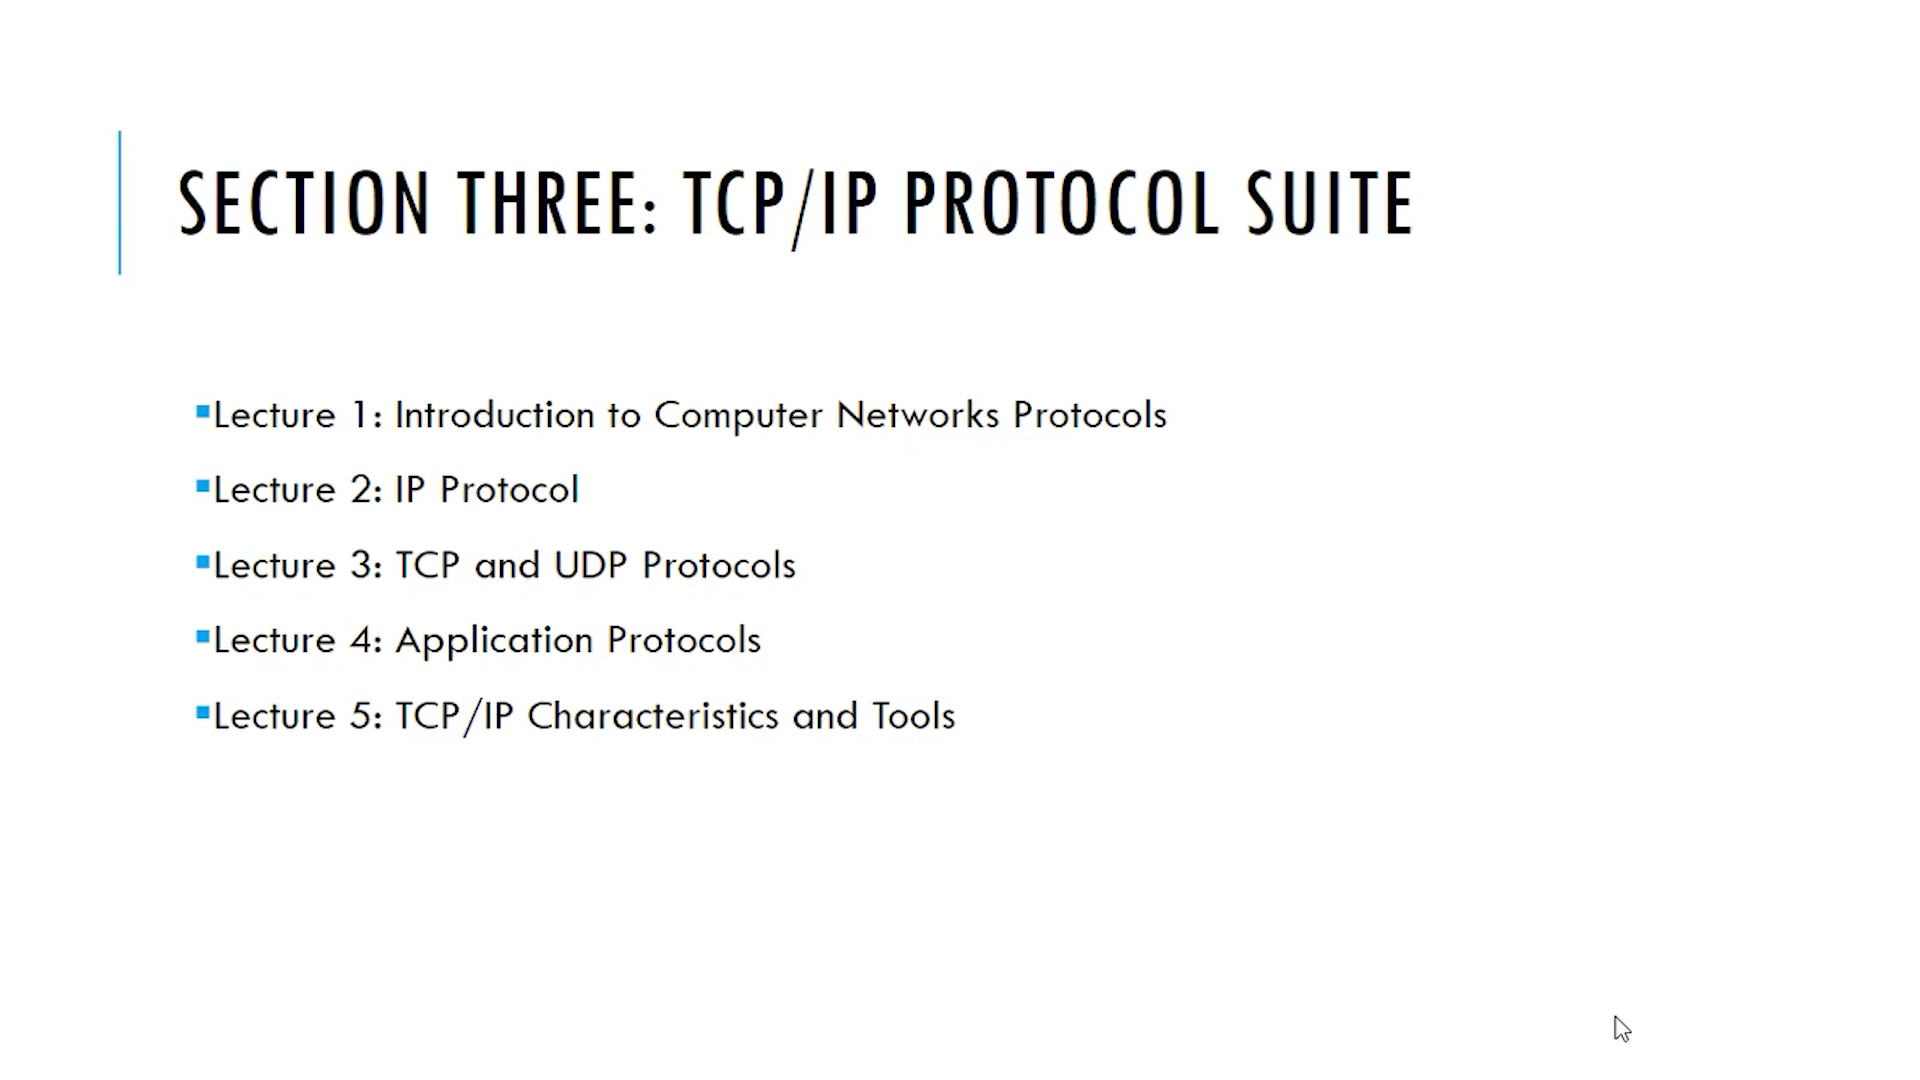 SECTION THREE: TCP/IP PROTOCOL SUITE
Lecture 1: Introduction to Computer Networks Protocols
Lecture 2: IP Protocol
Lecture 3: TCP and UDP Protocols
Lecture 4: Application Protocols
Lecture 5: TCP/IP Characteristics and Tools